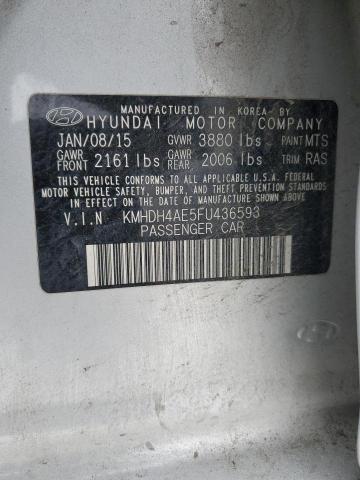 MANUFACTURED IN KOREA BY
HYUNDAI MOTOR COMPANY
JAN/08/15 GVWR 3880 lbs PAINT MTS
GAWR FRONT 2161 lbs GAWR REAR. 2006 lbs TRIM RAS
THIS VEHICLE CONFORMS TO ALL APPLICABLE U.S.A. FEDERAL
MOTOR VEHICLE SAFETY, BUMPER, AND THEFT PREVENTION STANDARDS
IN EFFECT ON THE DATE OF MANUFACTURE SHOWN ABOVE.
V.I.N KMHDH4AE5FU436593
PASSENGER CAR